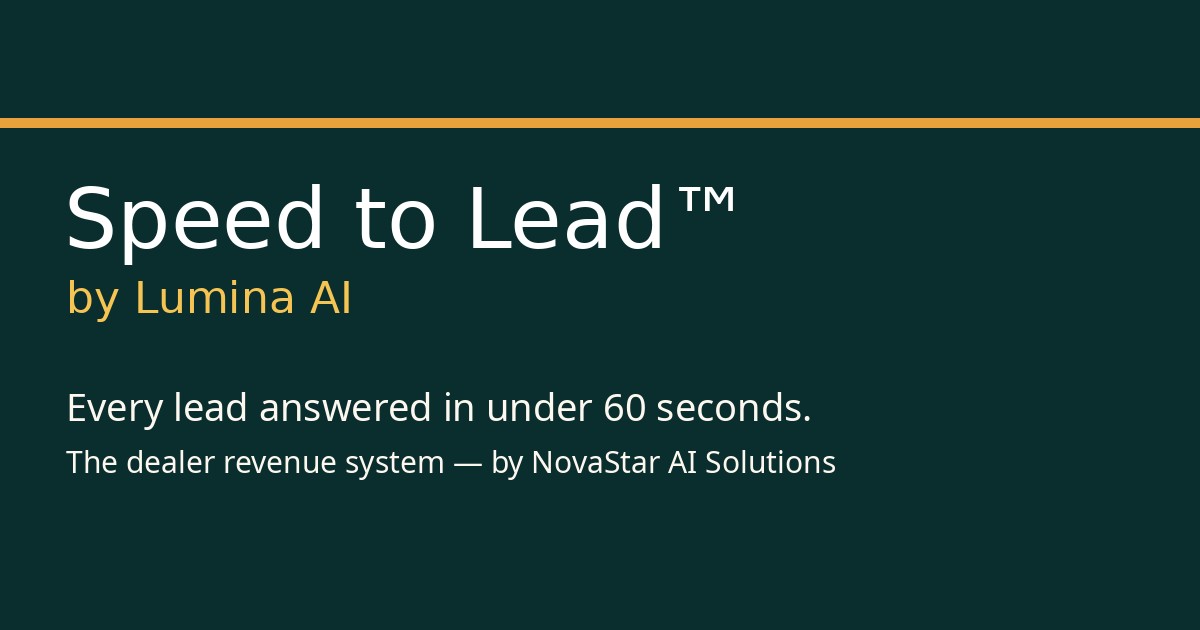 Speed to Lead™
by Lumina AI
Every lead answered in under 60 seconds.
The dealer revenue system — by NovaStar AI Solutions